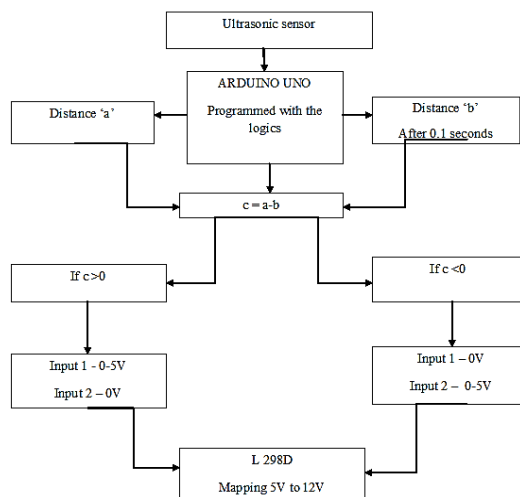 Ultrasonic sensor
ARDUINO UNO
Programmed with the
logics
Distance ‘a’
Distance ‘b’
After 0.1 seconds
c = a-b
If c >0
If c <0
Input 1 - 0-5V
Input 2 – 0V
Input 1 – 0V
Input 2 – 0-5V
L 298D
Mapping 5V to 12V